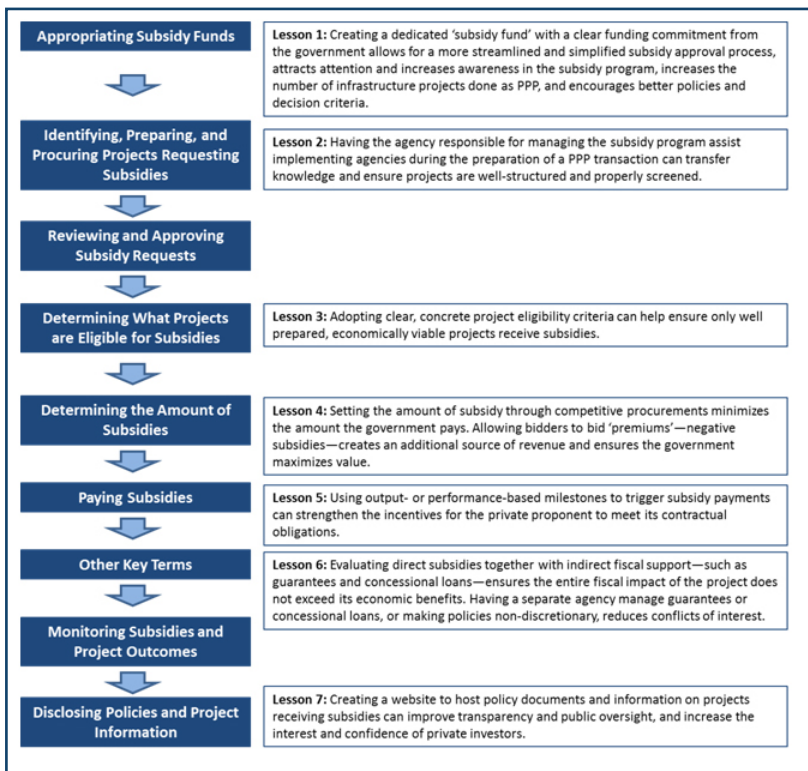 Appropriating Subsidy Funds
Lesson 1: Creating a dedicated ‘subsidy fund’ with a clear funding commitment from
the government allows for a more streamlined and simplified subsidy approval process,
attracts attention and increases awareness in the subsidy program, increases the
number of infrastructure projects done as PPP, and encourages better policies and
decision criteria.
Identifying, Preparing, and
Procuring Projects Requesting
Subsidies
Lesson 2: Having the agency responsible for managing the subsidy program assist
implementing agencies during the preparation of a PPP transaction can transfer
knowledge and ensure projects are well-structured and properly screened.
Reviewing and Approving
Subsidy Requests
Determining What Projects
are Eligible for Subsidies
Lesson 3: Adopting clear, concrete project eligibility criteria can help ensure only well
prepared, economically viable projects receive subsidies.
Determining the Amount of
Subsidies
Lesson 4: Setting the amount of subsidy through competitive procurements minimizes
the amount the government pays. Allowing bidders to bid ‘premiums’—negative
subsidies—creates an additional source of revenue and ensures the government
maximizes value.
Paying Subsidies
Lesson 5: Using output- or performance-based milestones to trigger subsidy payments
can strengthen the incentives for the private proponent to meet its contractual
obligations.
Other Key Terms
Lesson 6: Evaluating direct subsidies together with indirect fiscal support—such as
guarantees and concessional loans—ensures the entire fiscal impact of the project does
not exceed its economic benefits. Having a separate agency manage guarantees or
concessional loans, or making policies non-discretionary, reduces conflicts of interest.
Monitoring Subsidies and
Project Outcomes
Disclosing Policies and Project
Information
Lesson 7: Creating a website to host policy documents and information on projects
receiving subsidies can improve transparency and public oversight, and increase the
interest and confidence of private investors.